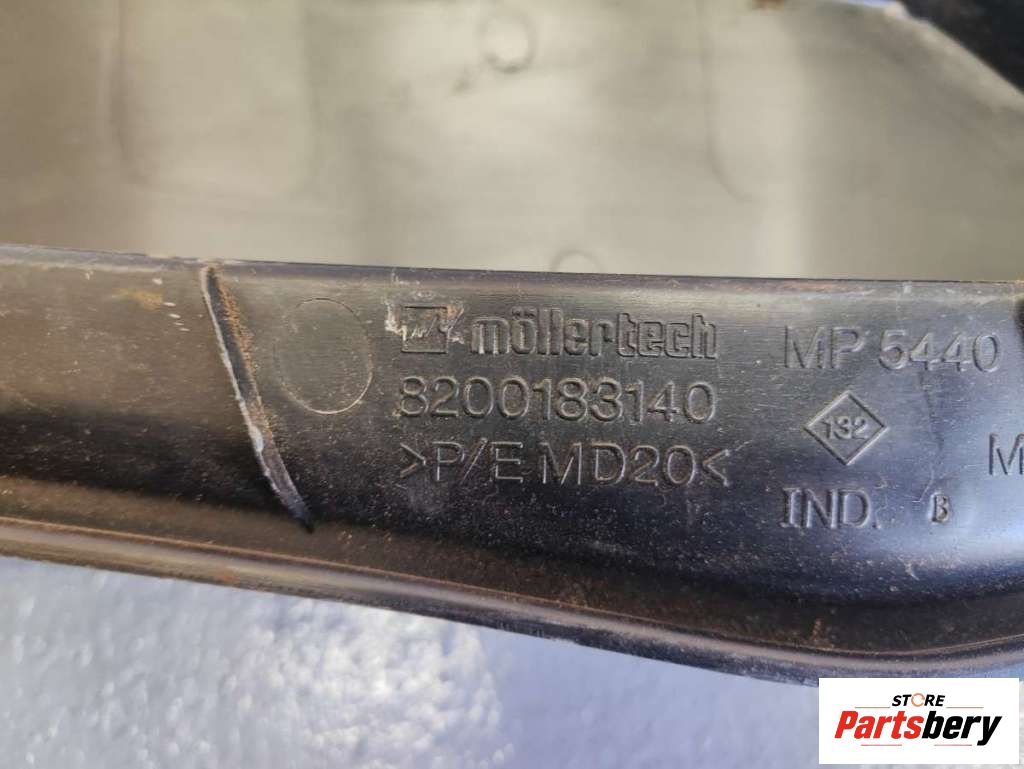 möllertech
MP 5440
8200183140
132
>P/E MD20<
M
IND. B
STORE
Partsbery